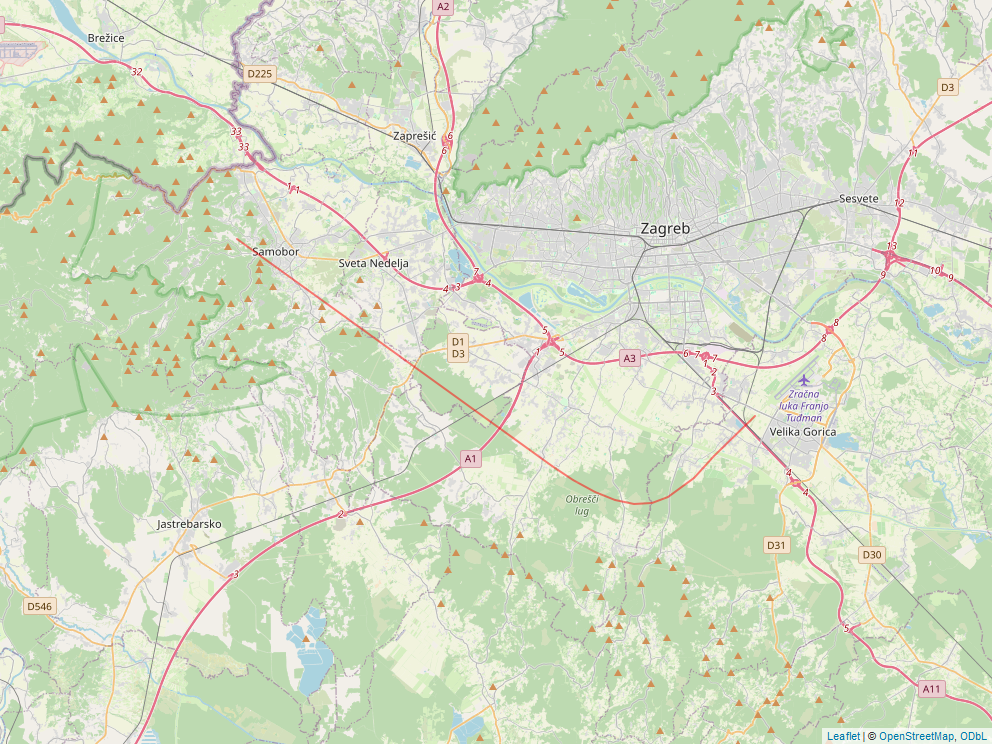 A2
Brežice
32
D225
D3
Zaprešić
6
6
33
33
11
1
1
12
Sesvete
Zagreb
Samobor
Sveta Nedelja
13
9
10
9
7
4
4
3
5
8
8
D1
D3
1
5
A3
6
7
7
1
2
3
Zračna
luka Franjo
Tuđman
Velika Gorica
A1
4
4
Obrešći
lug
2
Jastrebarsko
D31
D30
3
D546
5
A11
Leaflet | © OpenStreetMap, ODbL